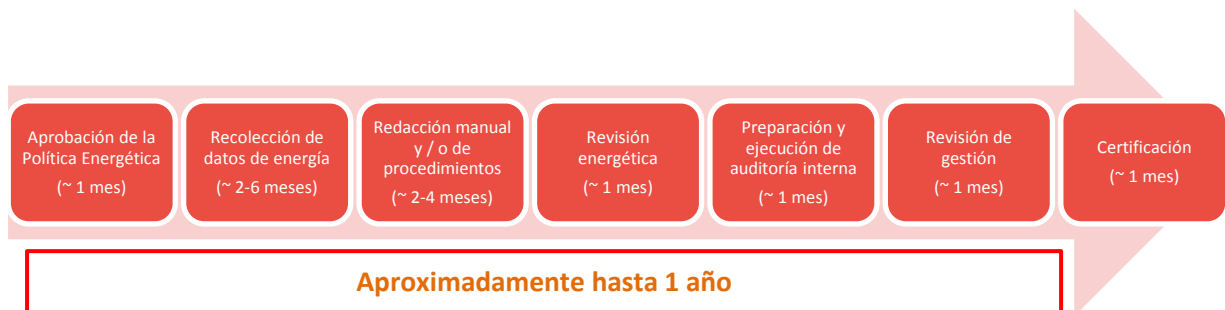 Aprobación de la
Política Energética
(~ 1 mes)
Recolección de
datos de energía
(~ 2-6 meses)
Redacción manual
y / o de
procedimientos
(~ 2-4 meses)
Revisión
energética
(~ 1 mes)
Preparación y
ejecución de
auditoría interna
(~ 1 mes)
Revisión de
gestión
(~ 1 mes)
Certificación
(~ 1 mes)
Aproximadamente hasta 1 año